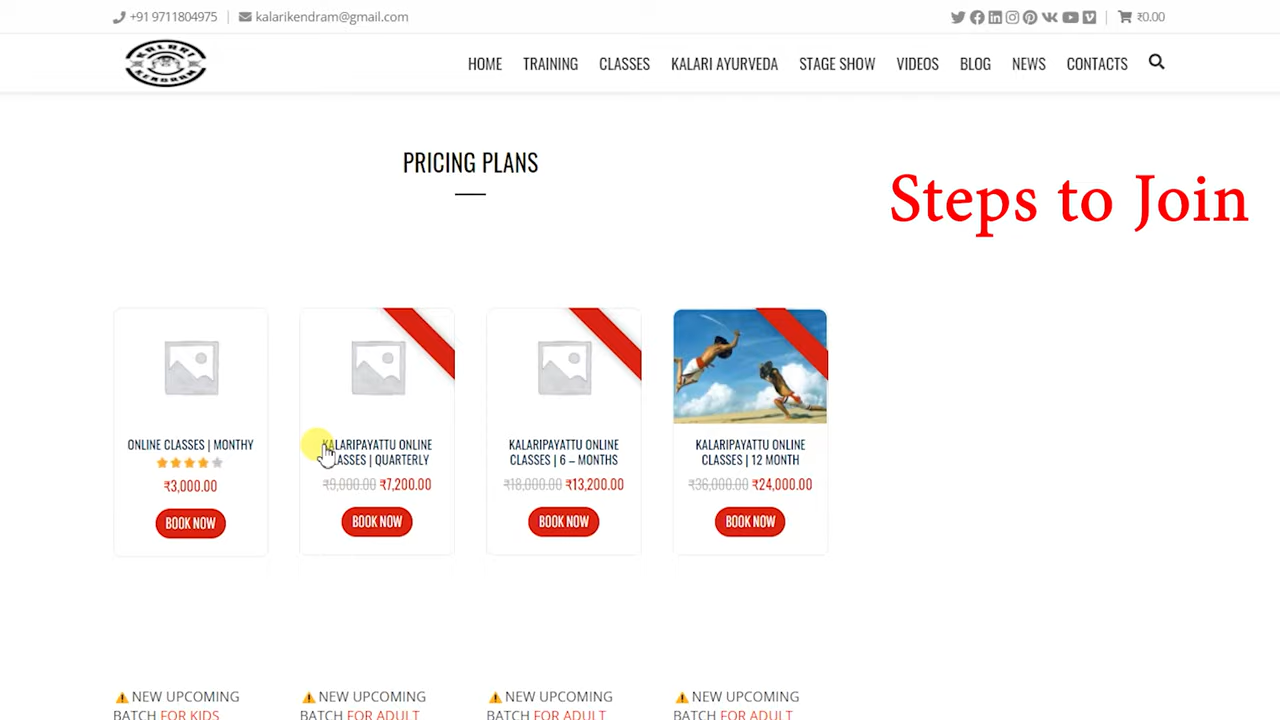 +91 9711804975
kalarikendram@gmail.com
₹0.00
KALARI
KENDRAM
HOME TRAINING CLASSES KALARI AYURVEDA STAGE SHOW VIDEOS BLOG NEWS CONTACTS
PRICING PLANS
Steps to Join
ONLINE CLASSES | MONTHY
₹3,000.00
BOOK NOW
KALARIPAYATTU ONLINE
CLASSES | QUARTERLY
₹9,000.00 ₹7,200.00
BOOK NOW
KALARIPAYATTU ONLINE
CLASSES | 6 – MONTHS
₹18,000.00 ₹13,200.00
BOOK NOW
KALARIPAYATTU ONLINE
CLASSES | 12 MONTH
₹36,000.00 ₹24,000.00
BOOK NOW
⚠ NEW UPCOMING
BATCH FOR KIDS
⚠ NEW UPCOMING
BATCH FOR ADULT
⚠ NEW UPCOMING
BATCH FOR ADULT
⚠ NEW UPCOMING
BATCH FOR ADULT